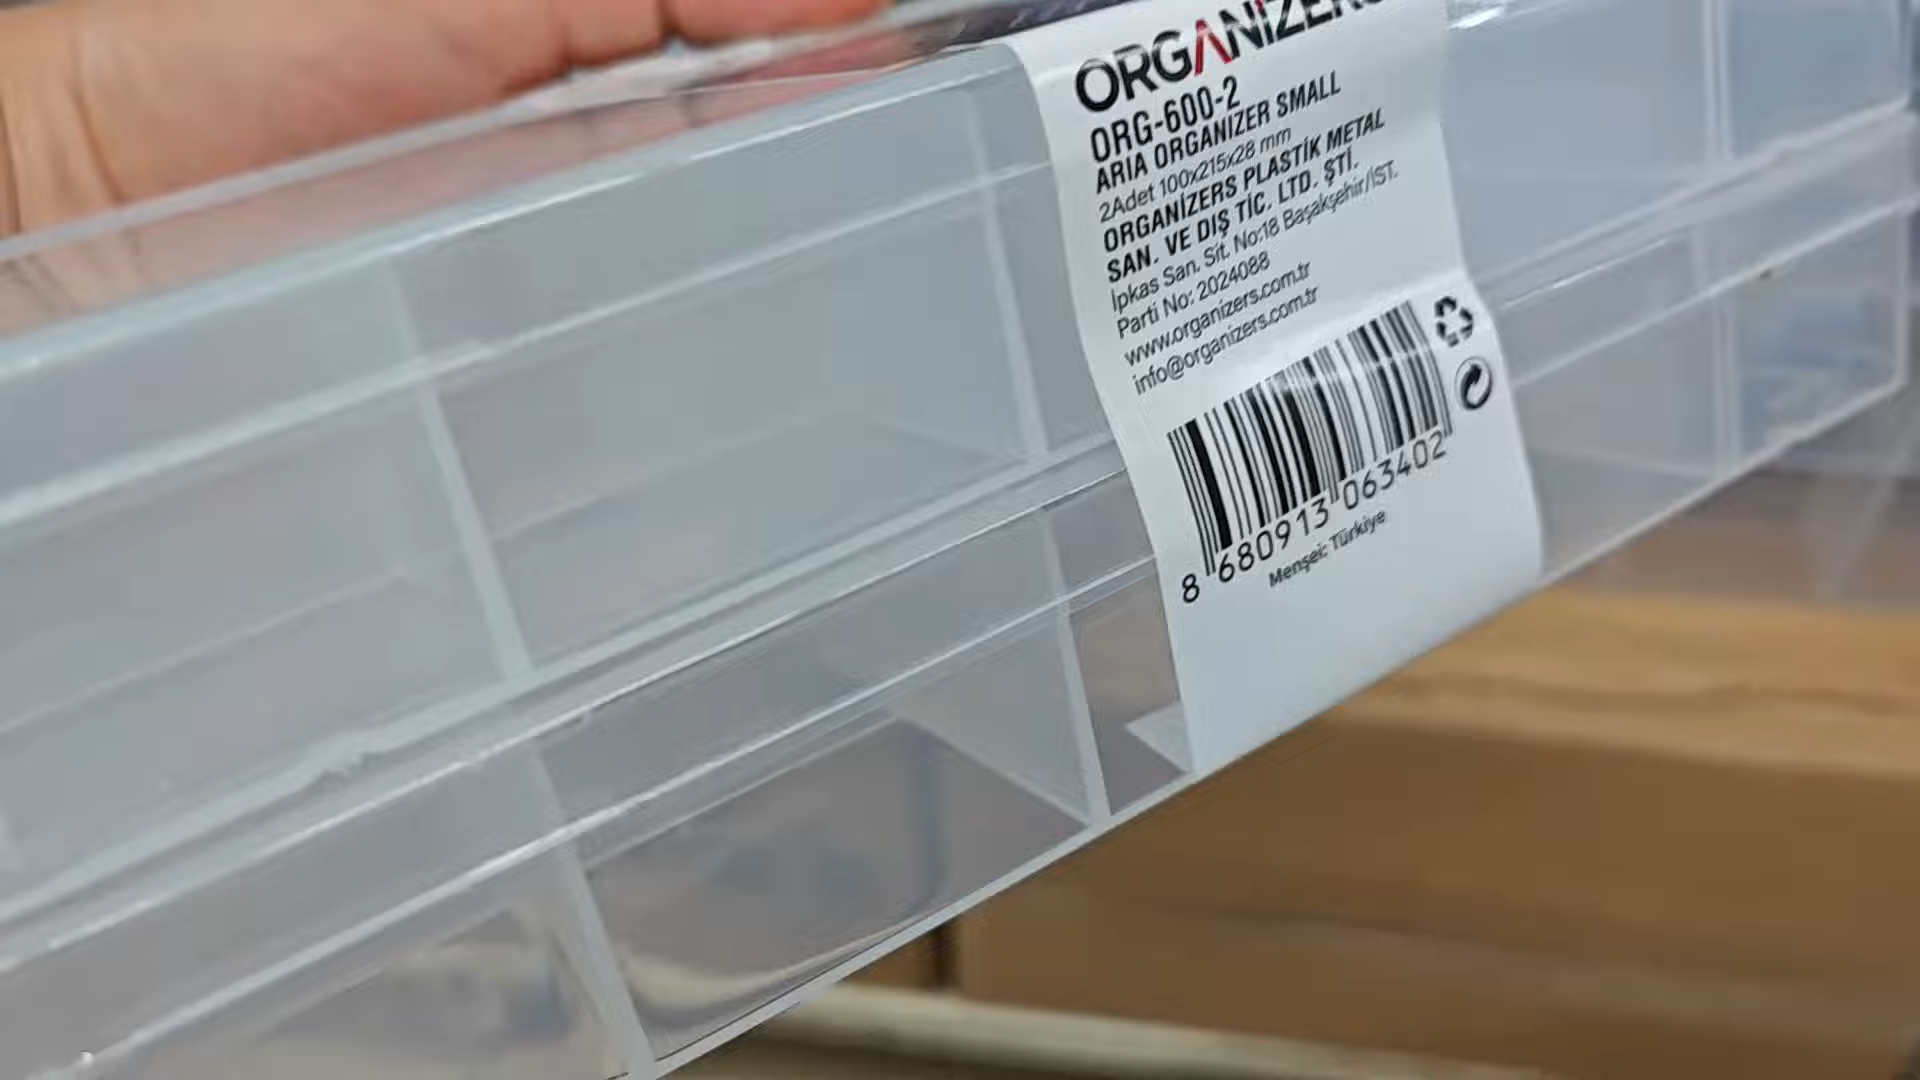 ORGANİZERS
ORG-600-2
ARIA ORGANIZER SMALL
2Adet 100x215x28 mm
ORGANİZERS PLASTİK METAL
SAN. VE DIŞ TİC. LTD. ŞTİ.
İpkas San. Sit. No:18 Başakşehir/İST.
Parti No: 2024088
www.organizers.com.tr
info@organizers.com.tr
8 680913 063402
Menşei: Türkiye